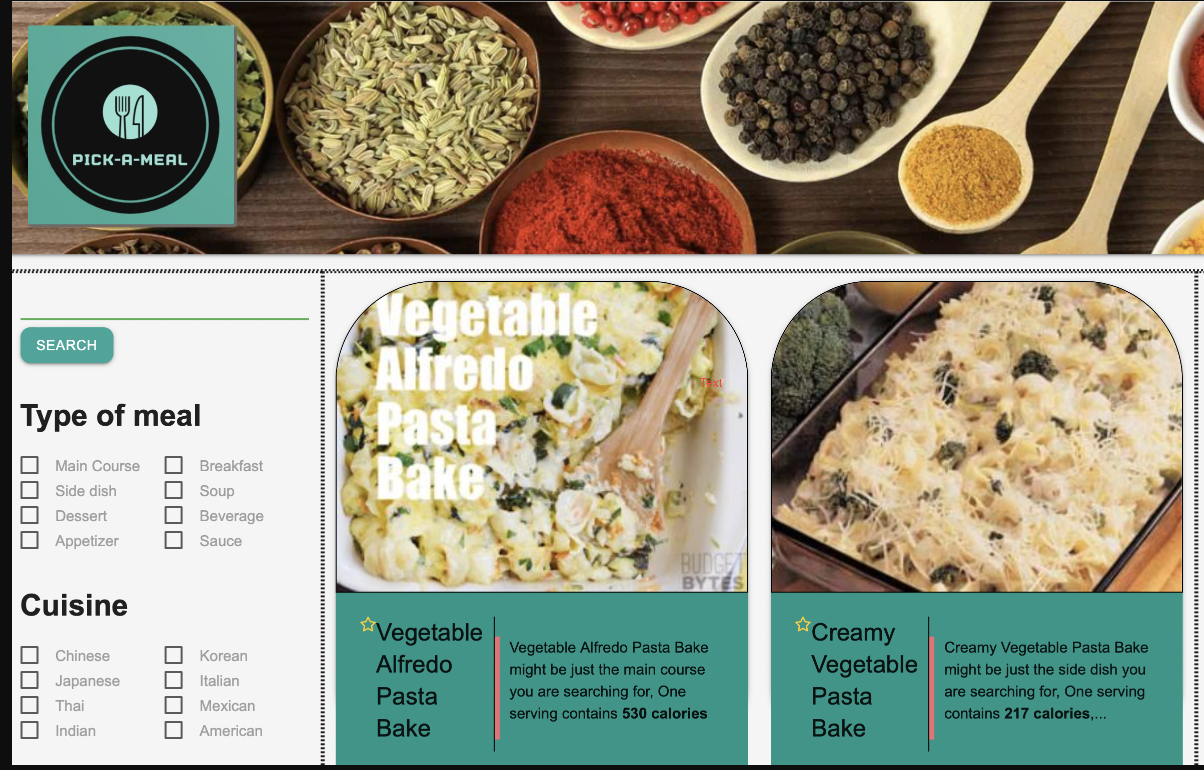 PICK-A-MEAL
SEARCH
Type of meal
Main Course
Breakfast
Side dish
Soup
Dessert
Beverage
Appetizer
Sauce
Cuisine
Chinese
Korean
Japanese
Italian
Thai
Mexican
Indian
American
Vegetable
Alfredo
Pasta
Bake
Text
BUDGET
BYTES
Vegetable
Alfredo
Pasta
Bake
Vegetable Alfredo Pasta Bake
might be just the main course
you are searching for, One
serving contains 530 calories
Creamy
Vegetable
Pasta
Bake
Creamy Vegetable Pasta Bake
might be just the side dish you
are searching for, One serving
contains 217 calories,...